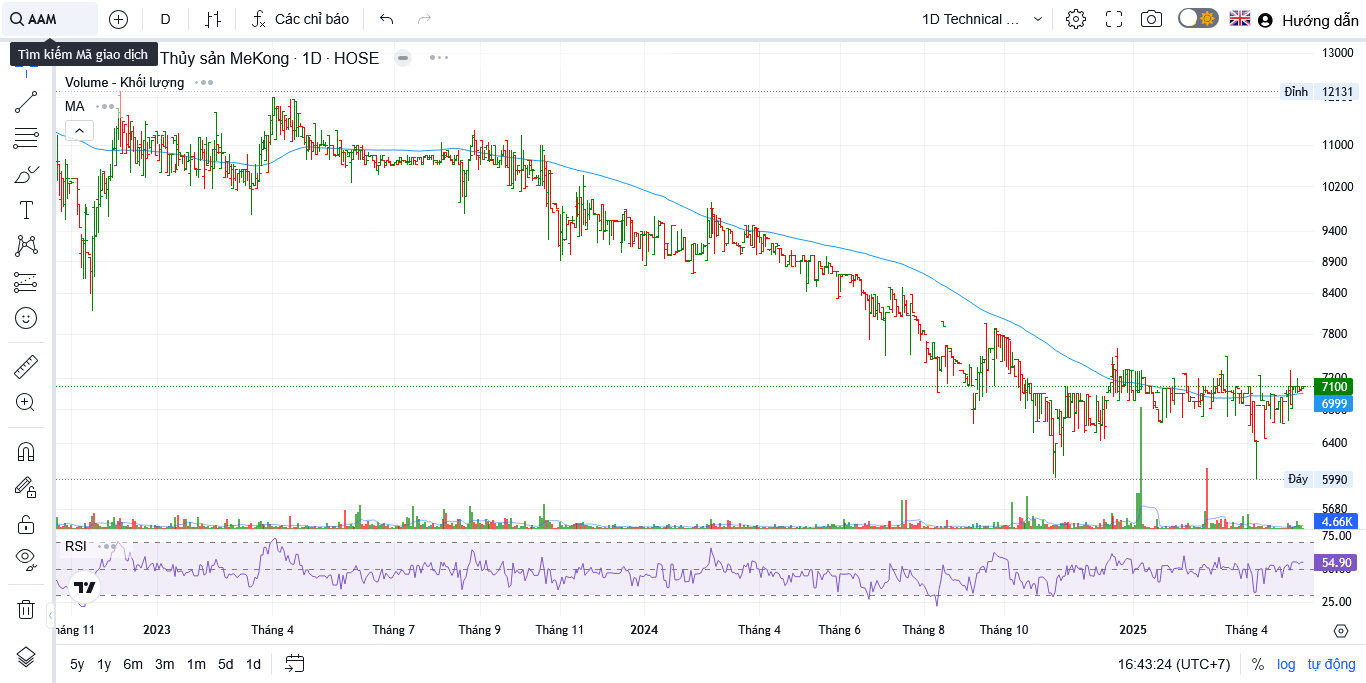 AAM D Các chỉ báo 1D Technical ... Hướng dẫn
Tìm kiếm Mã giao dịch
Thủy sản MeKong · 1D · HOSE
Volume - Khối lượng
MA
13000
Đỉnh 12131
11000
10200
9400
8900
8400
7800
7200
7100
6999
6400
Đáy 5990
5680
4.66K
RSI
75.00
54.90
25.00
Tháng 11 2023 Tháng 4 Tháng 7 Tháng 9 Tháng 11 2024 Tháng 4 Tháng 6 Tháng 8 Tháng 10 2025 Tháng 4
5y 1y 6m 3m 1m 5d 1d 16:43:24 (UTC+7) % log tự động